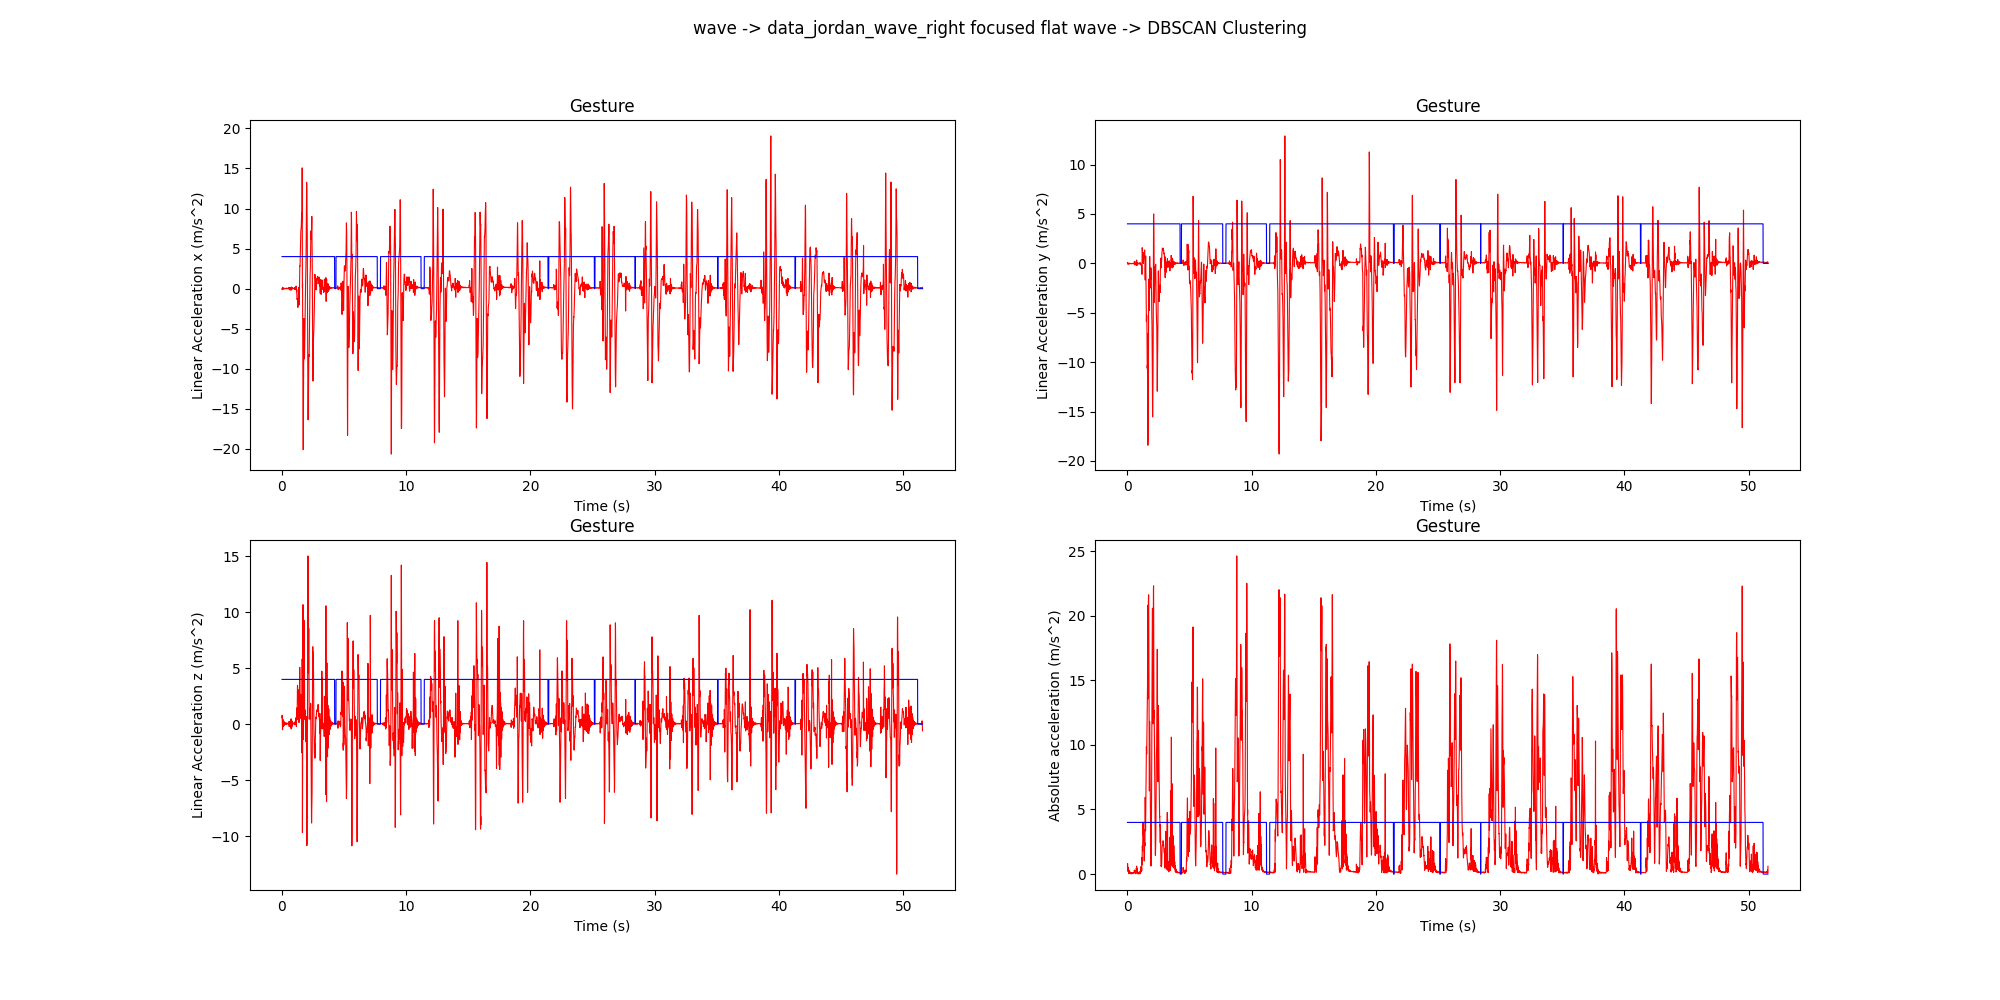 wave -> data_jordan_wave_right focused flat wave -> DBSCAN Clustering
Gesture
Linear Acceleration x (m/s^2)
20
15
10
5
0
−5
−10
−15
−20
0 10 20 30 40 50
Time (s)
Gesture
Linear Acceleration y (m/s^2)
10
5
0
−5
−10
−15
−20
0 10 20 30 40 50
Time (s)
Gesture
Linear Acceleration z (m/s^2)
15
10
5
0
−5
−10
0 10 20 30 40 50
Time (s)
Gesture
Absolute acceleration (m/s^2)
25
20
15
10
5
0
0 10 20 30 40 50
Time (s)